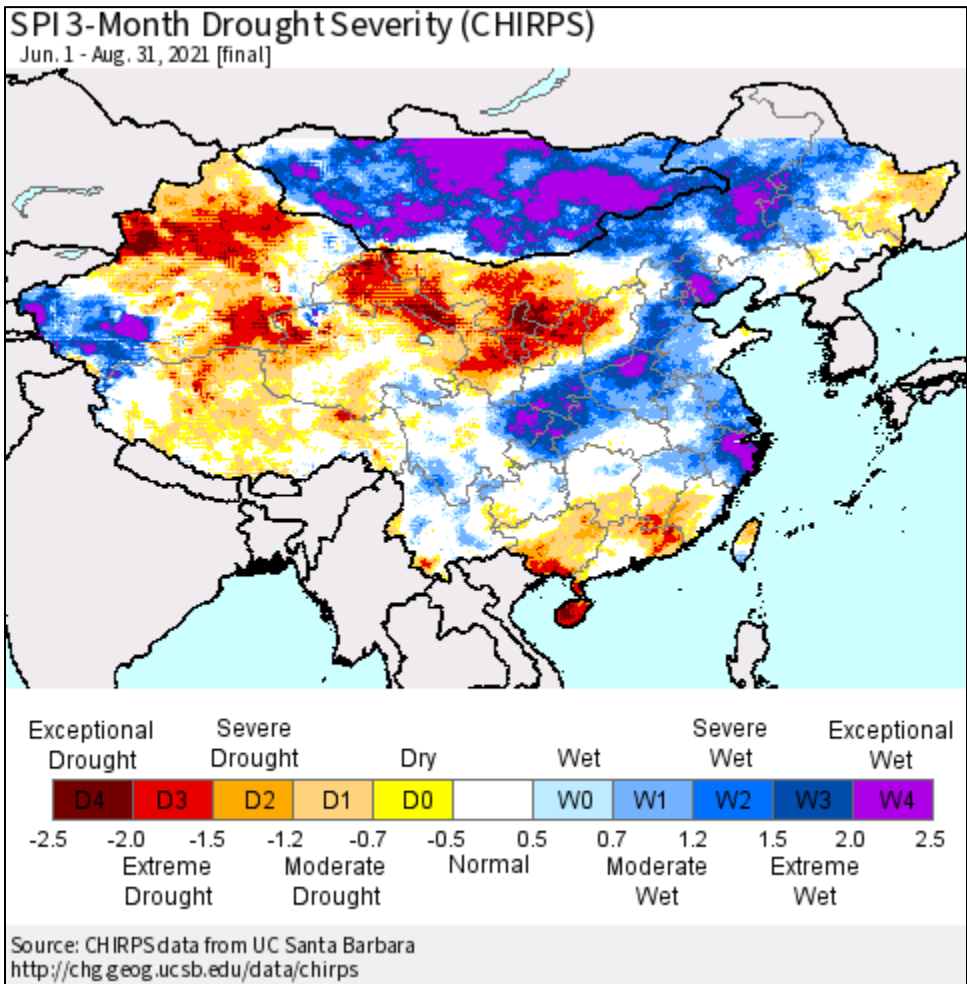 SPI 3-Month Drought Severity (CHIRPS)
Jun. 1 - Aug. 31, 2021 [final]
Exceptional Drought
Severe Drought
Dry
Wet
Severe Wet
Exceptional Wet
D4 D3 D2 D1 D0 W0 W1 W2 W3 W4
-2.5 -2.0 -1.5 -1.2 -0.7 -0.5 0.5 0.7 1.2 1.5 2.0 2.5
Extreme Drought
Moderate Drought
Normal
Moderate Wet
Extreme Wet
Source: CHIRPS data from UC Santa Barbara
http://chg.geog.ucsb.edu/data/chirps